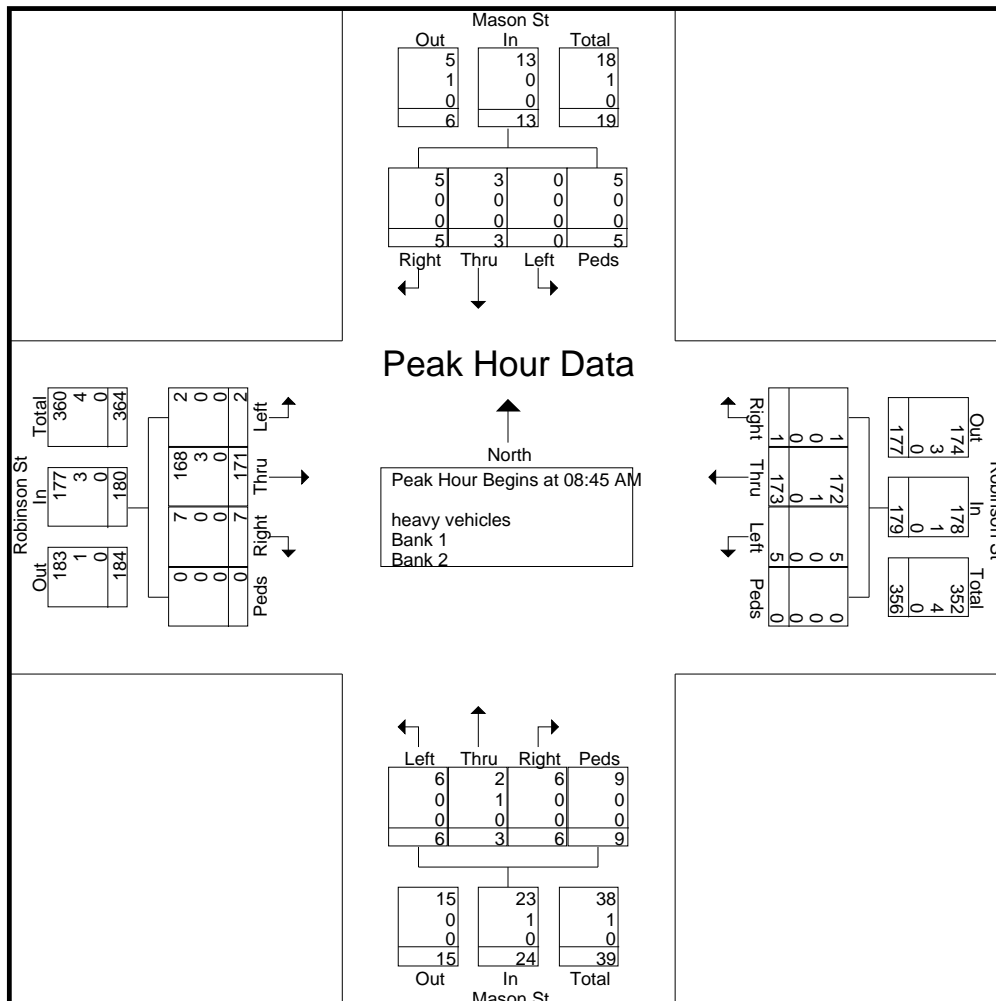 Mason St
Out In Total
5 13 18
1 0 1
0 0 0
6 13 19
5 3 0 5
0 0 0 0
0 0 0 0
5 3 0 5
Right Thru Left Peds
Peak Hour Data
North
Peak Hour Begins at 08:45 AM
heavy vehicles
Bank 1
Bank 2
Robinson St
Total In Out
360 177 183
4 3 1
0 0 0
364 180 184
2 168 7 0
0 3 0 0
0 0 0 0
2 171 7 0
Left Thru Right Peds
Robinson St
Out In Total
174 178 352
3 1 4
0 0 0
177 179 356
1 172 5 0
0 1 0 0
0 0 0 0
1 173 5 0
Right Thru Left Peds
Left Thru Right Peds
6 2 6 9
0 1 0 0
0 0 0 0
6 3 6 9
15 23 38
0 1 1
0 0 0
15 24 39
Out In Total
Mason St